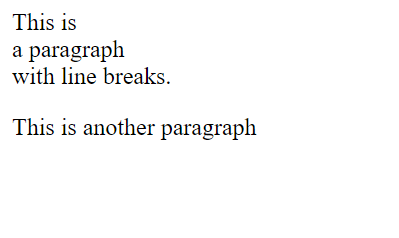 This is
a paragraph
with line breaks.
This is another paragraph